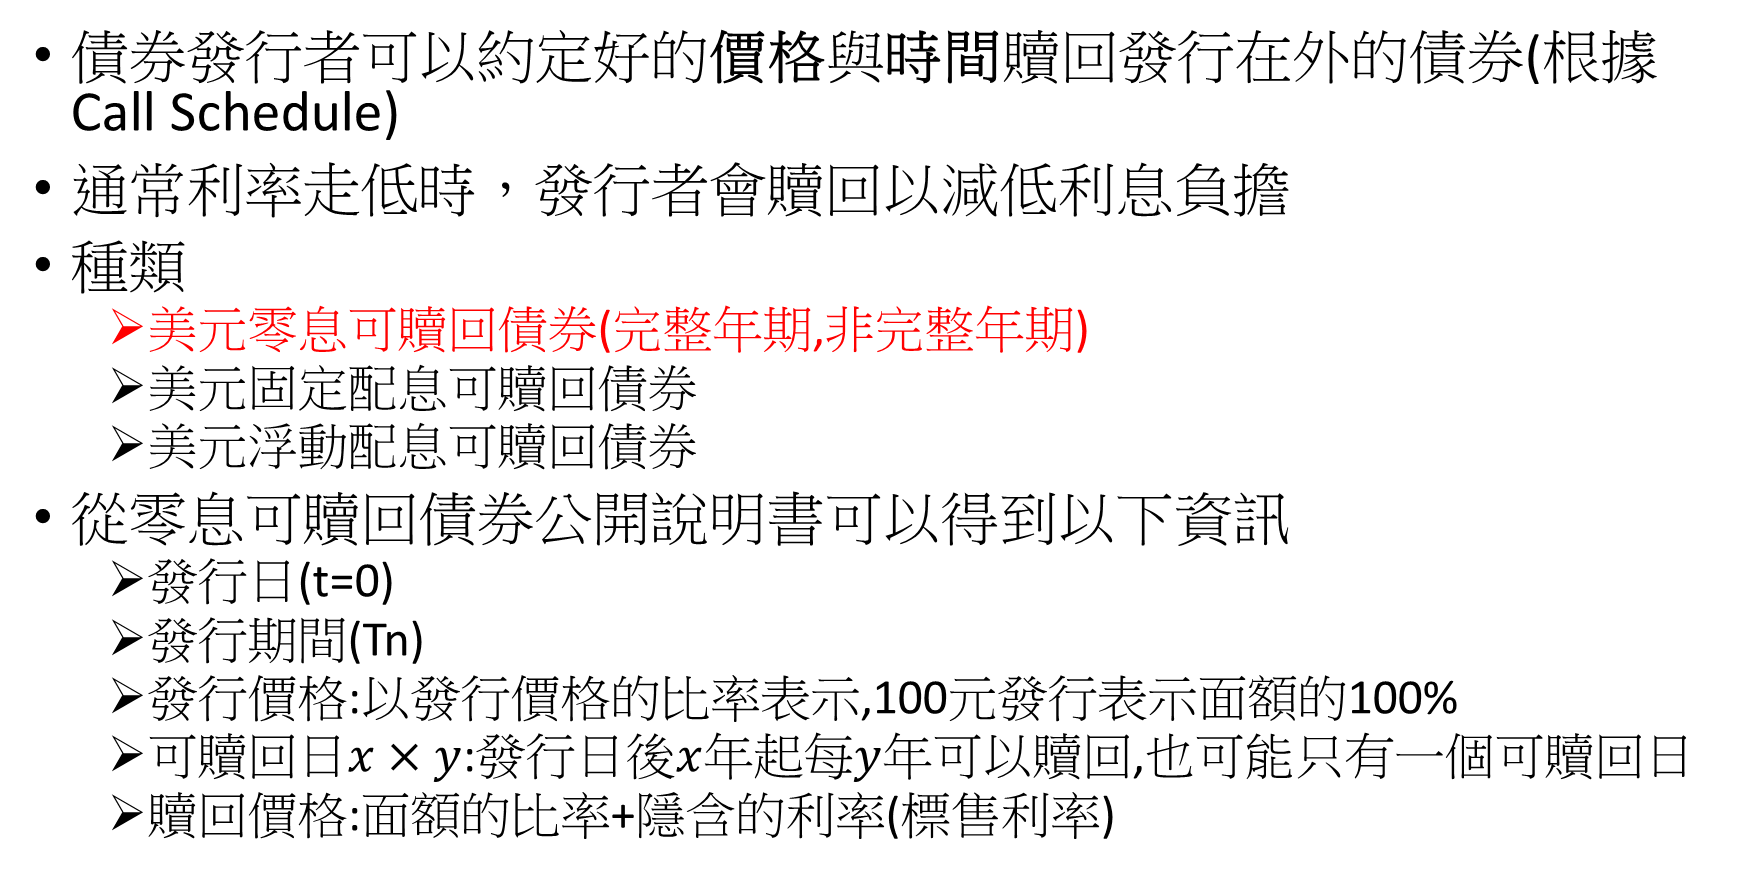 • 債券發行者可以約定好的價格與時間贖回發行在外的債券(根據
Call Schedule)
• 通常利率走低時，發行者會贖回以減低利息負擔
• 種類
➢美元零息可贖回債券(完整年期,非完整年期)
➢美元固定配息可贖回債券
➢美元浮動配息可贖回債券
• 從零息可贖回債券公開說明書可以得到以下資訊
➢發行日(t=0)
➢發行期間(Tn)
➢發行價格:以發行價格的比率表示,100元發行表示面額的100%
➢可贖回日x × y:發行日後x年起每y年可以贖回,也可能只有一個可贖回日
➢贖回價格:面額的比率+隱含的利率(標售利率)